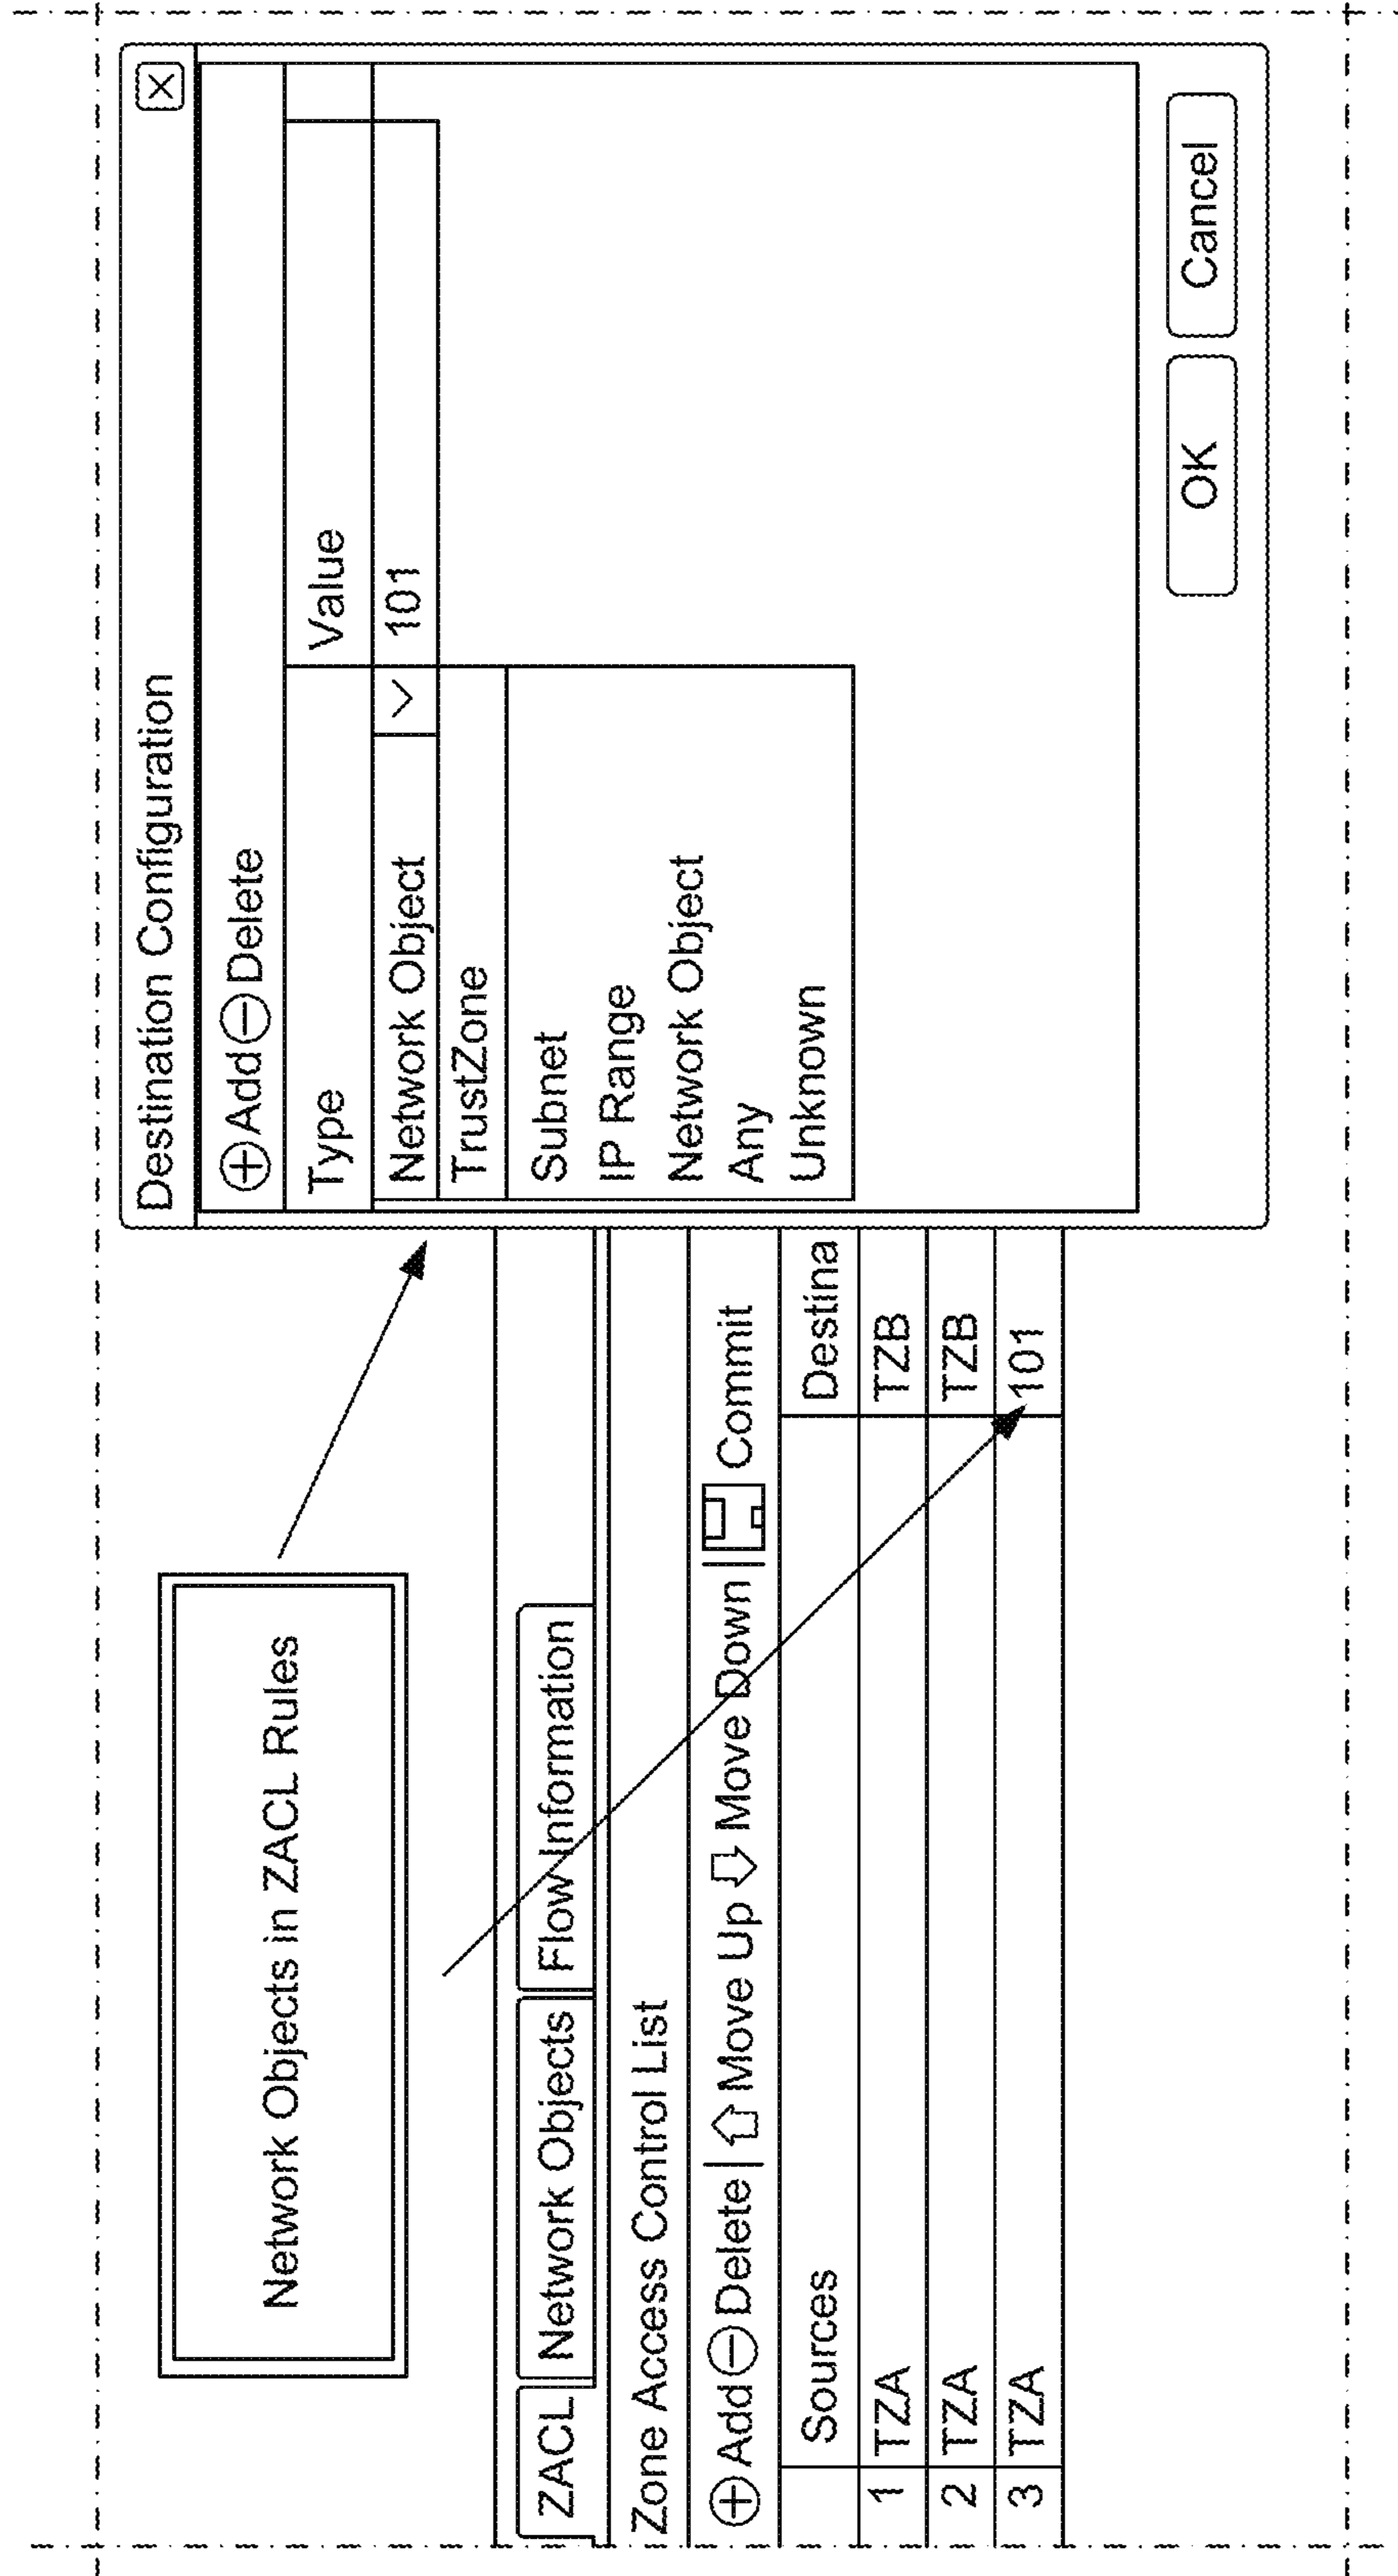 Network Objects in ZACL Rules
ZACL Network Objects Flow Information
Zone Access Control List
Add Delete Move Up Move Down Commit
Sources Destina
1 TZA TZB
2 TZA TZB
3 TZA 101
Destination Configuration
Add Delete
Type Value
Network Object 101
TrustZone
Subnet
IP Range
Network Object
Any
Unknown
OK Cancel